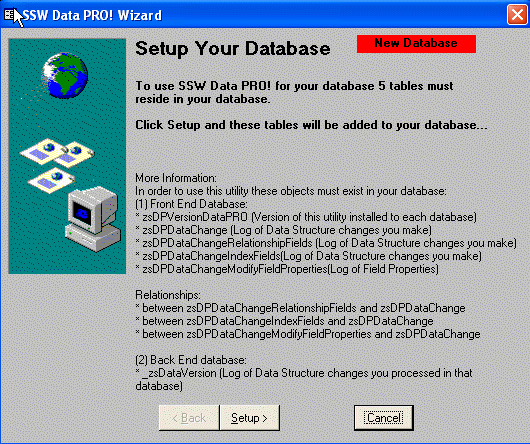 SSW Data PRO! Wizard
Setup Your Database
New Database
To use SSW Data PRO! for your database 5 tables must
reside in your database.
Click Setup and these tables will be added to your database...
More Information:
In order to use this utility these objects must exist in your database:
(1) Front End Database:
* zsDPVersionDataPRO (Version of this utility installed to each database)
* zsDPDataChange (Log of Data Structure changes you make)
* zsDPDataChangeRelationshipFields (Log of Data Structure changes you make)
* zsDPDataChangeIndexFields(Log of Data Structure changes you make)
* zsDPDataChangeModifyFieldProperties(Log of Field Properties)
Relationships:
* between zsDPDataChangeRelationshipFields and zsDPDataChange
* between zsDPDataChangeIndexFields and zsDPDataChange
* between zsDPDataChangeModifyFieldProperties and zsDPDataChange
(2) Back End database:
* _zsDataVersion (Log of Data Structure changes you processed in that
database)
< Back
Setup >
Cancel